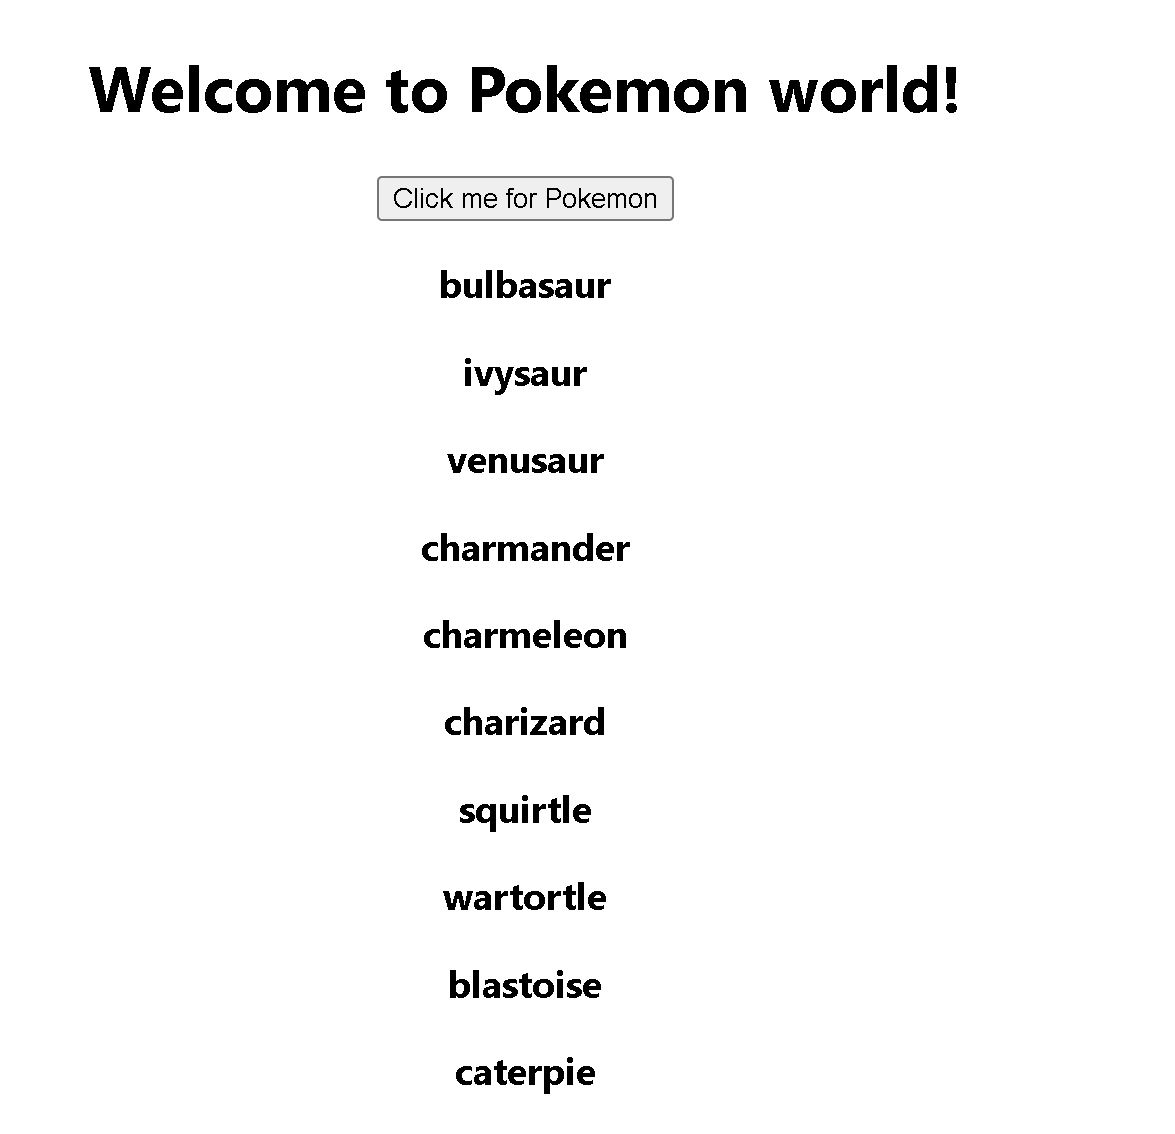 Welcome to Pokemon world!
Click me for Pokemon
bulbasaur
ivysaur
venusaur
charmander
charmeleon
charizard
squirtle
wartortle
blastoise
caterpie